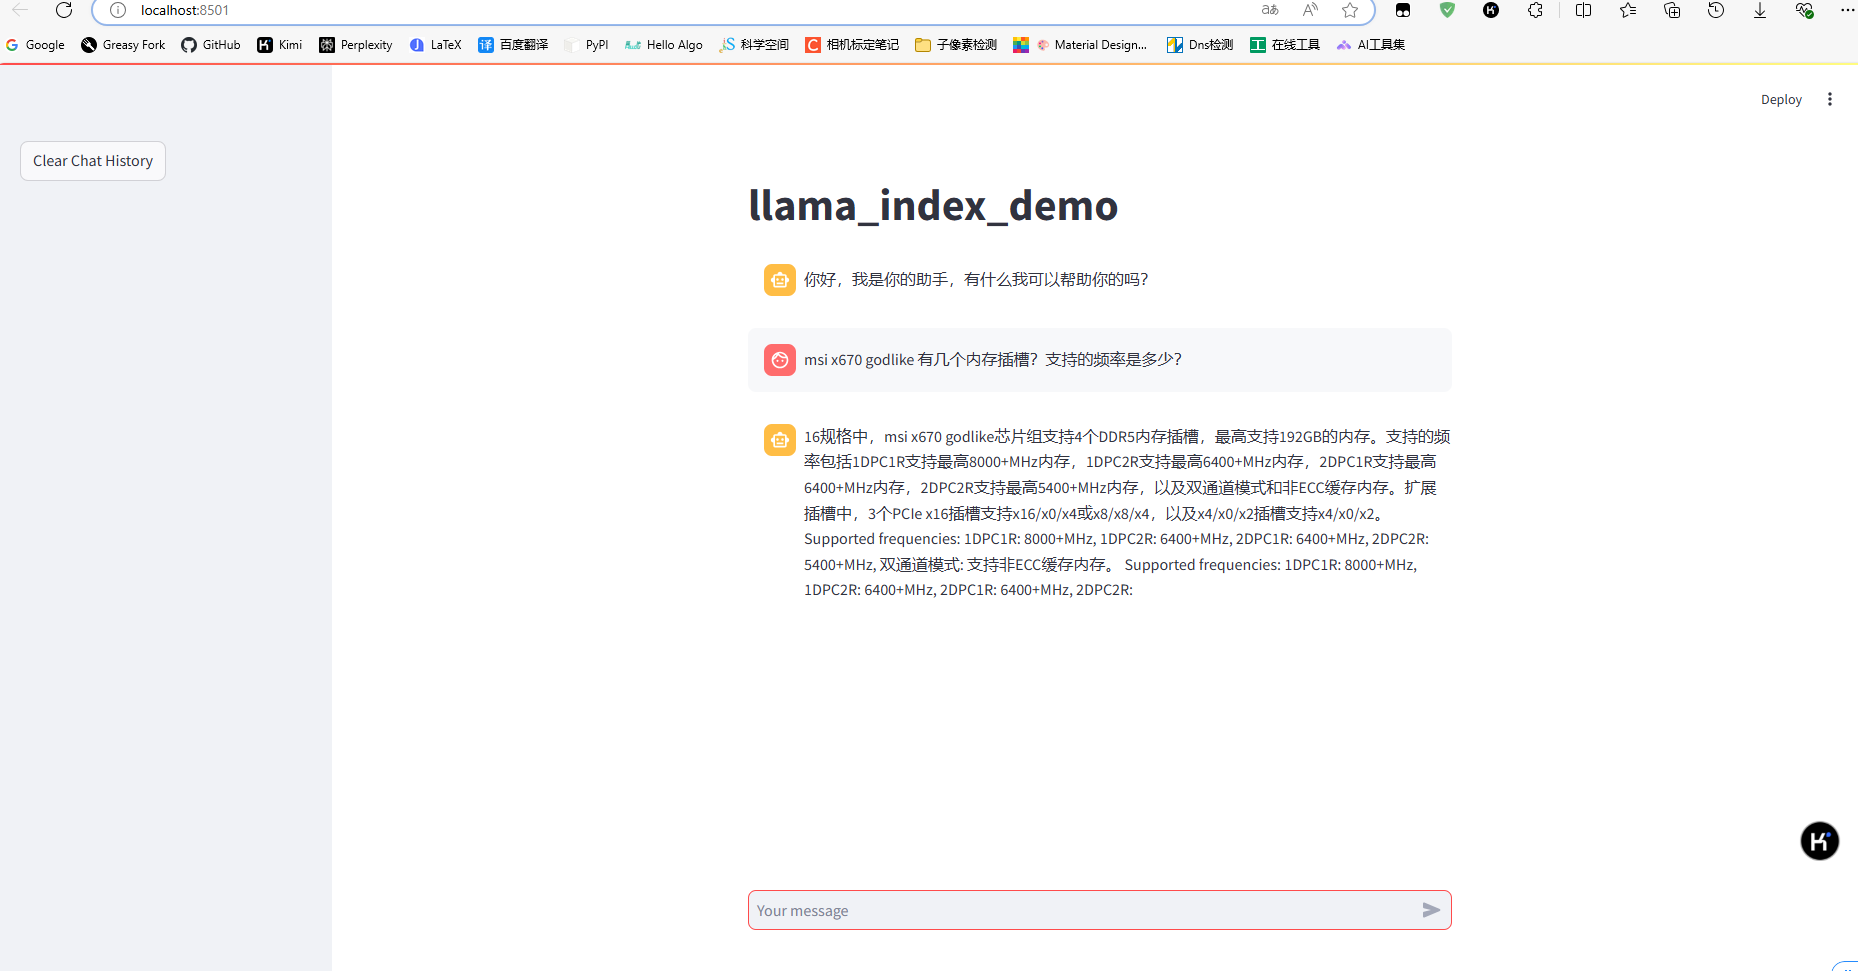 localhost:8501
Google Greasy Fork GitHub Kimi Perplexity LaTeX 百度翻译 PyPI Hello Algo 科学空间 相机标定笔记 子像素检测 Material Design... Dns检测 在线工具 AI工具集
Deploy
Clear Chat History
llama_index_demo
你好，我是你的助手，有什么我可以帮助你的吗？
msi x670 godlike 有几个内存插槽？支持的频率是多少？
16规格中，msi x670 godlike芯片组支持4个DDR5内存插槽，最高支持192GB的内存。支持的频
率包括1DPC1R支持最高8000+MHz内存，1DPC2R支持最高6400+MHz内存，2DPC1R支持最高
6400+MHz内存，2DPC2R支持最高5400+MHz内存，以及双通道模式和非ECC缓存内存。扩展
插槽中，3个PCIe x16插槽支持x16/x0/x4或x8/x8/x4，以及x4/x0/x2插槽支持x4/x0/x2。
Supported frequencies: 1DPC1R: 8000+MHz, 1DPC2R: 6400+MHz, 2DPC1R: 6400+MHz, 2DPC2R:
5400+MHz, 双通道模式: 支持非ECC缓存内存。 Supported frequencies: 1DPC1R: 8000+MHz,
1DPC2R: 6400+MHz, 2DPC1R: 6400+MHz, 2DPC2R:
Your message